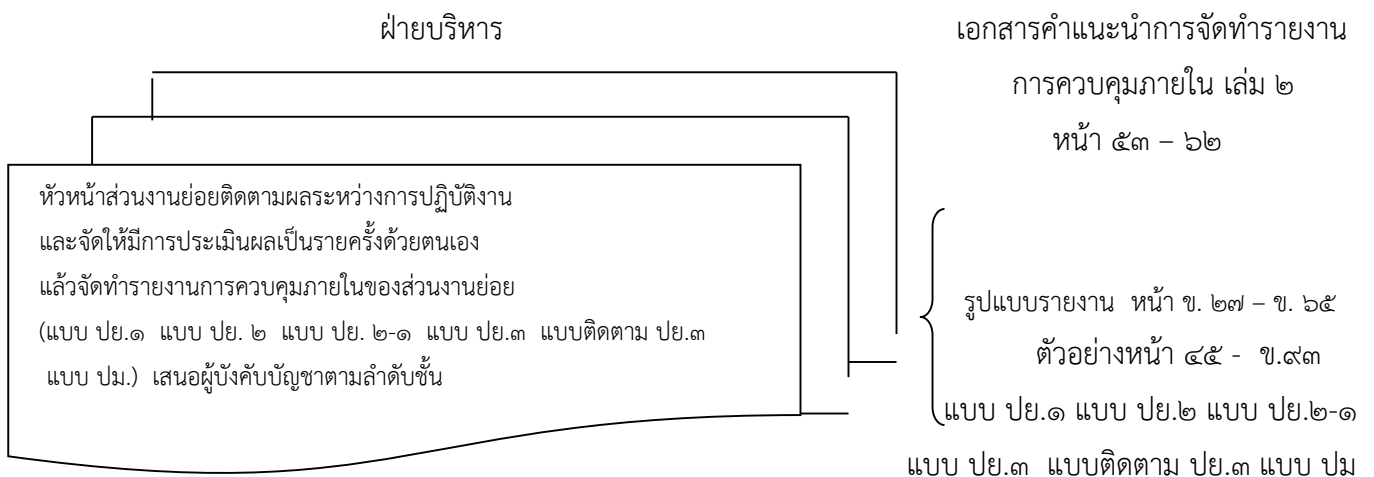 ฝ่ายบริหาร
เอกสารคำแนะนำการจัดทำรายงาน
การควบคุมภายใน เล่ม ๒
หน้า ๕๓ – ๖๒
หัวหน้าส่วนงานย่อยติดตามผลระหว่างการปฏิบัติงาน
และจัดให้มีการประเมินผลเป็นรายครั้งด้วยตนเอง
แล้วจัดทำรายงานการควบคุมภายในของส่วนงานย่อย
(แบบ ปย.๑ แบบ ปย. ๒ แบบ ปย. ๒-๑ แบบ ปย.๓ แบบติดตาม ปย.๓
แบบ ปม.) เสนอผู้บังคับบัญชาตามลำดับชั้น
รูปแบบรายงาน หน้า ข. ๒๗ – ข. ๖๕
ตัวอย่างหน้า ๔๕ - ข.๙๓
แบบ ปย.๑ แบบ ปย.๒ แบบ ปย.๒-๑
แบบ ปย.๓ แบบติดตาม ปย.๓ แบบ ปม